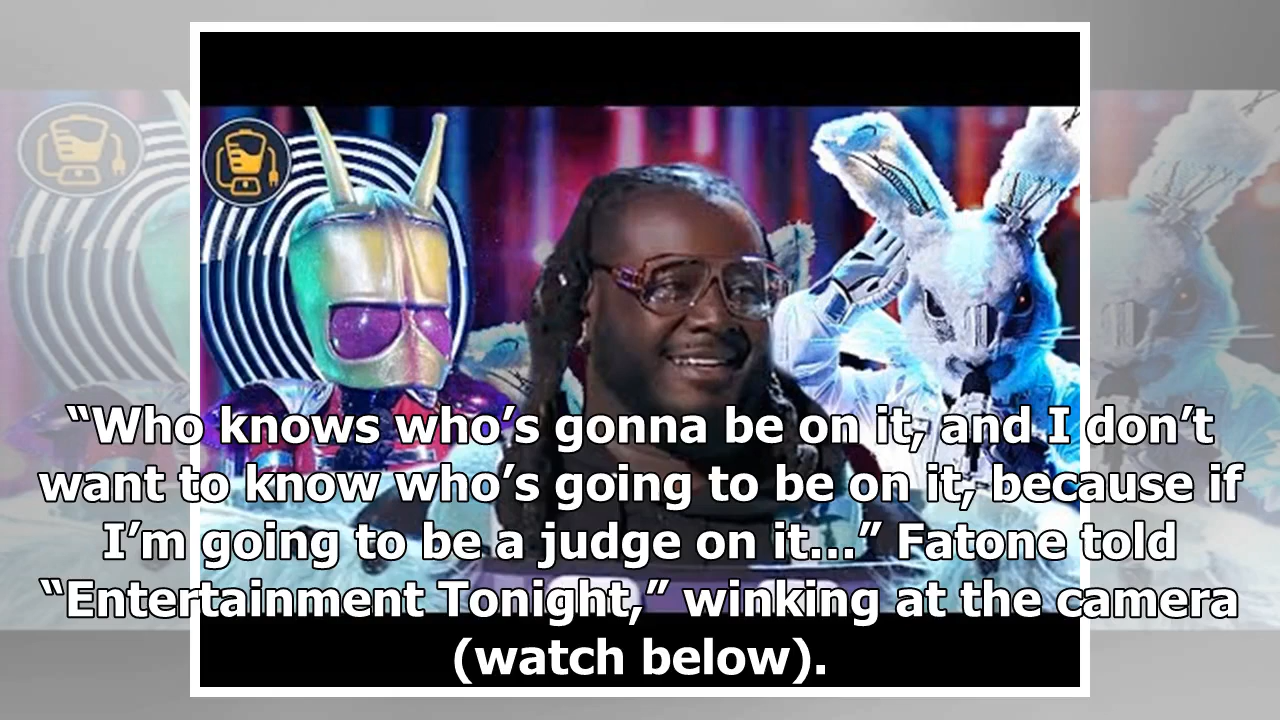 “Who knows who’s gonna be on it, and I don’t
want to know who’s going to be on it, because if
I’m going to be a judge on it...” Fatone told
“Entertainment Tonight,” winking at the camera
(watch below).